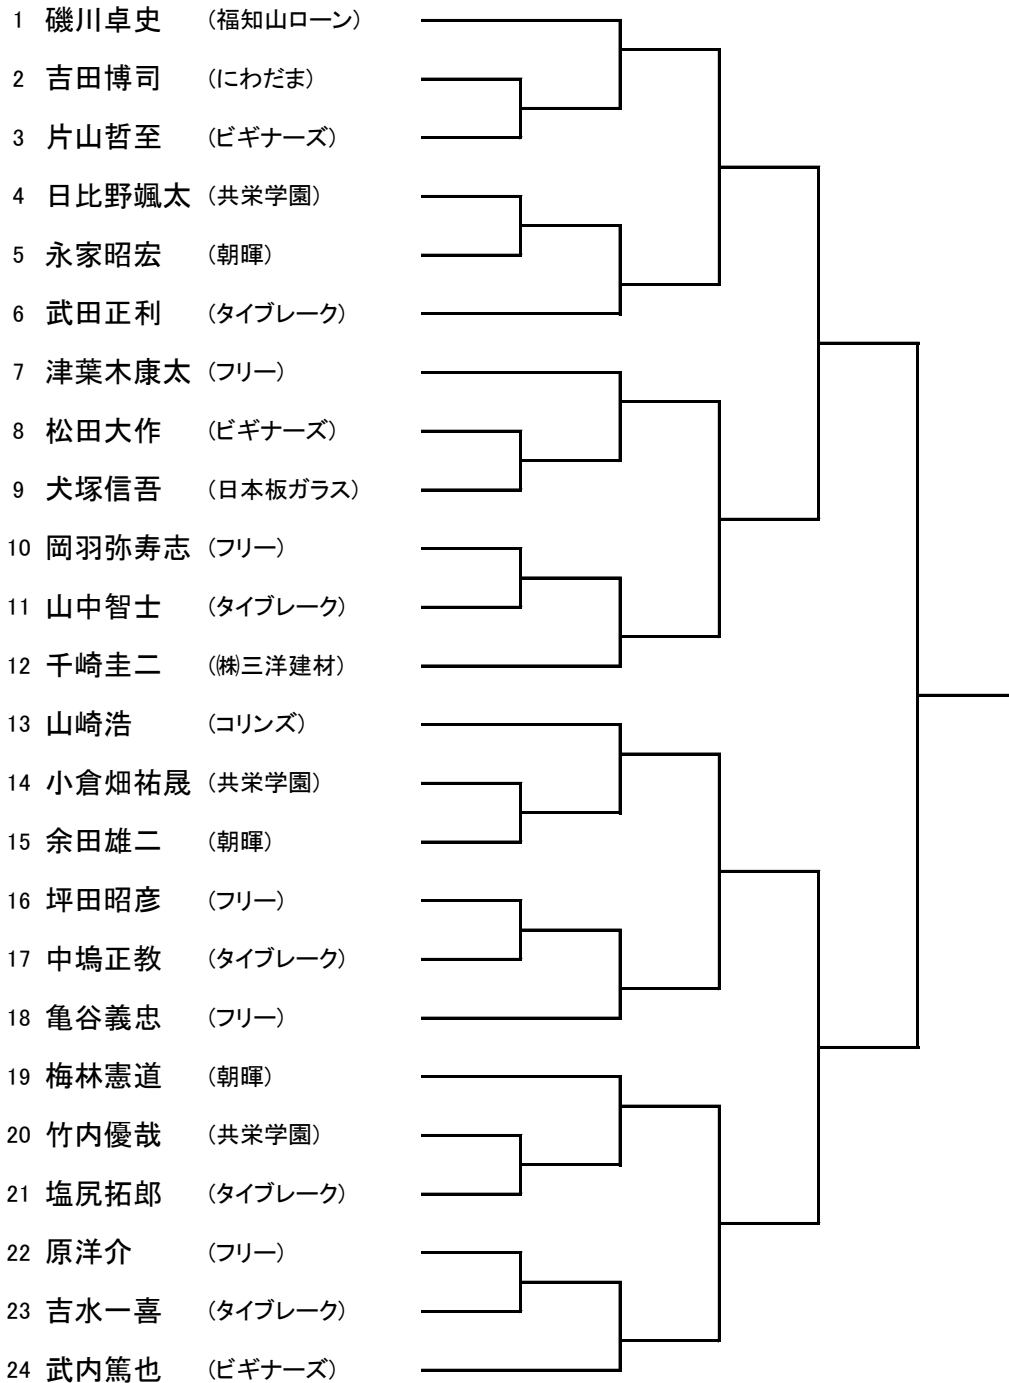 1 磯川卓史 (福知山ローン)
2 吉田博司 (にわだま)
3 片山哲至 (ビギナーズ)
4 日比野颯太 (共栄学園)
5 永家昭宏 (朝暉)
6 武田正利 (タイブレーク)
7 津葉木康太 (フリー)
8 松田大作 (ビギナーズ)
9 犬塚信吾 (日本板ガラス)
10 岡羽弥寿志 (フリー)
11 山中智士 (タイブレーク)
12 千崎圭二 (㈱三洋建材)
13 山崎浩 (コリンズ)
14 小倉畑祐晟 (共栄学園)
15 余田雄二 (朝暉)
16 坪田昭彦 (フリー)
17 中塢正教 (タイブレーク)
18 亀谷義忠 (フリー)
19 梅林憲道 (朝暉)
20 竹内優哉 (共栄学園)
21 塩尻拓郎 (タイブレーク)
22 原洋介 (フリー)
23 吉水一喜 (タイブレーク)
24 武内篤也 (ビギナーズ)